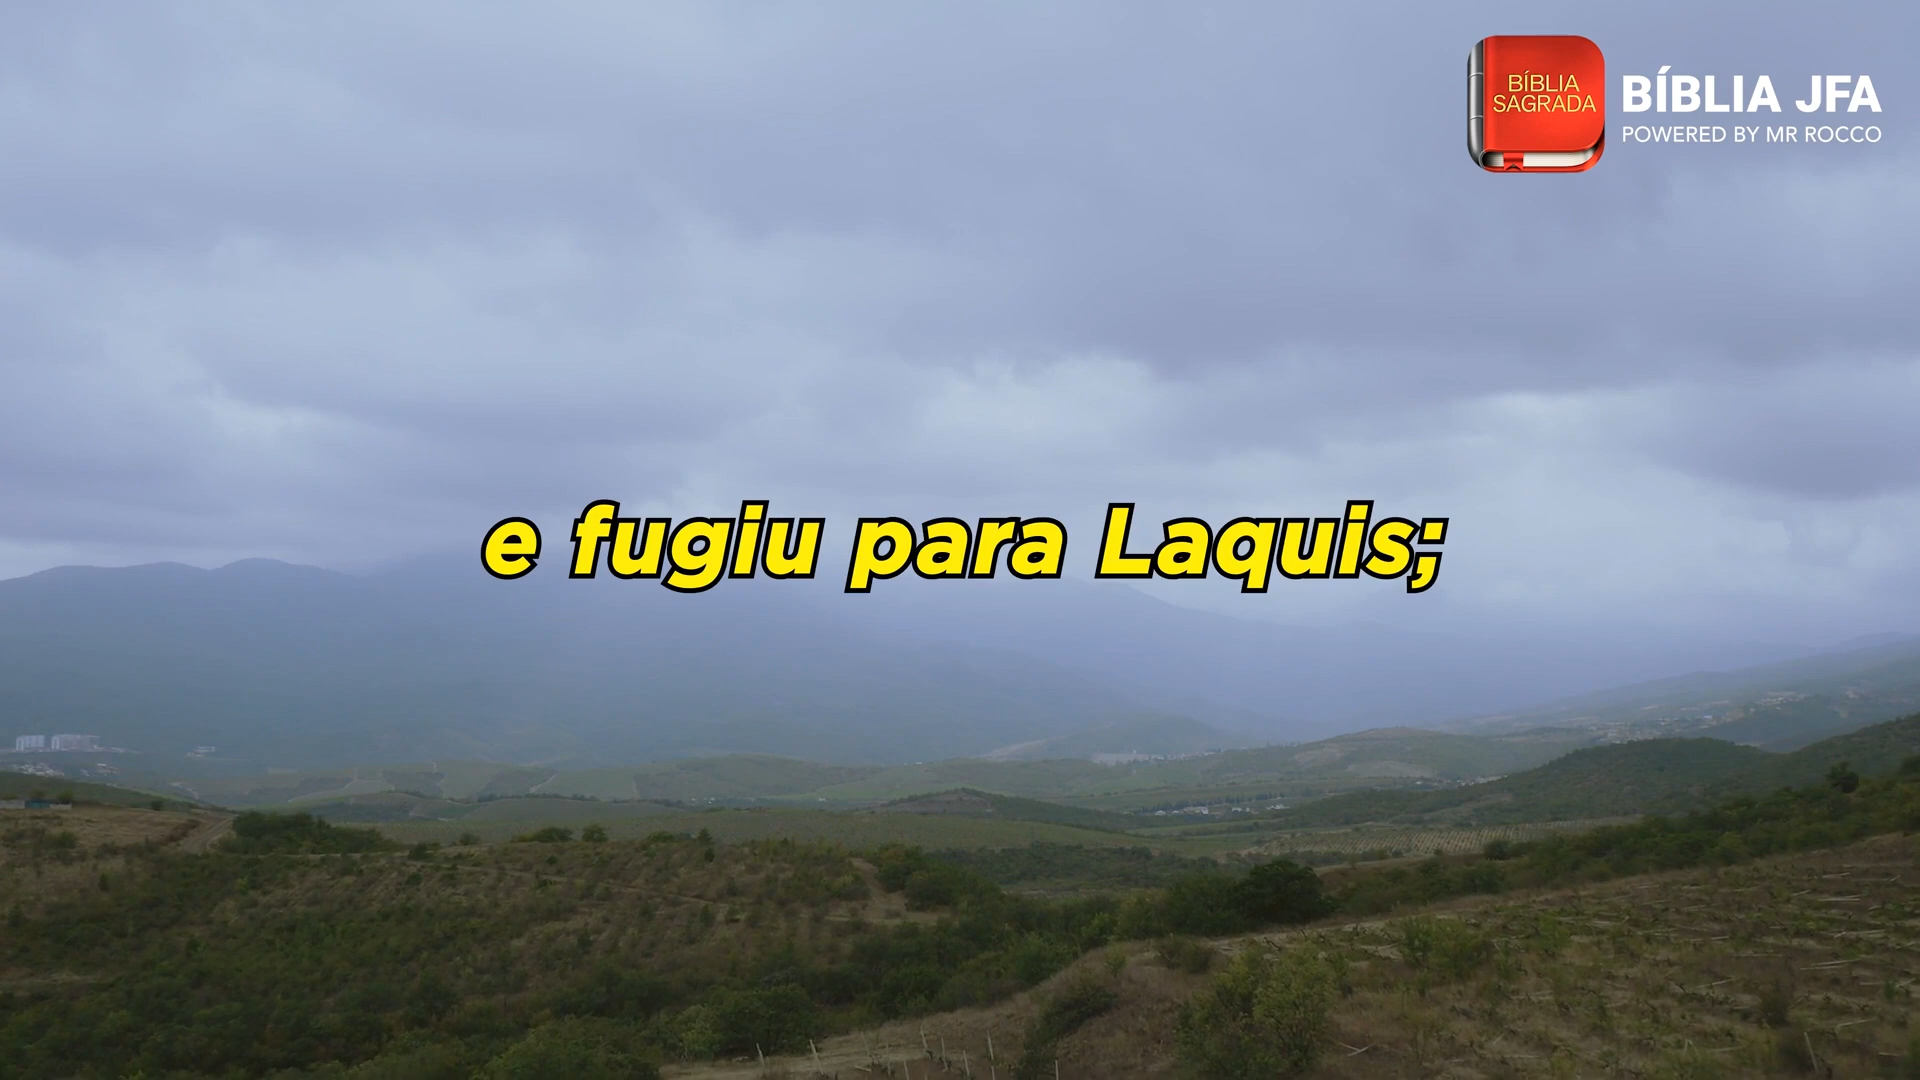 BÍBLIA
SAGRADA
BÍBLIA JFA
POWERED BY MR ROCCO
e fugiu para Laquis;